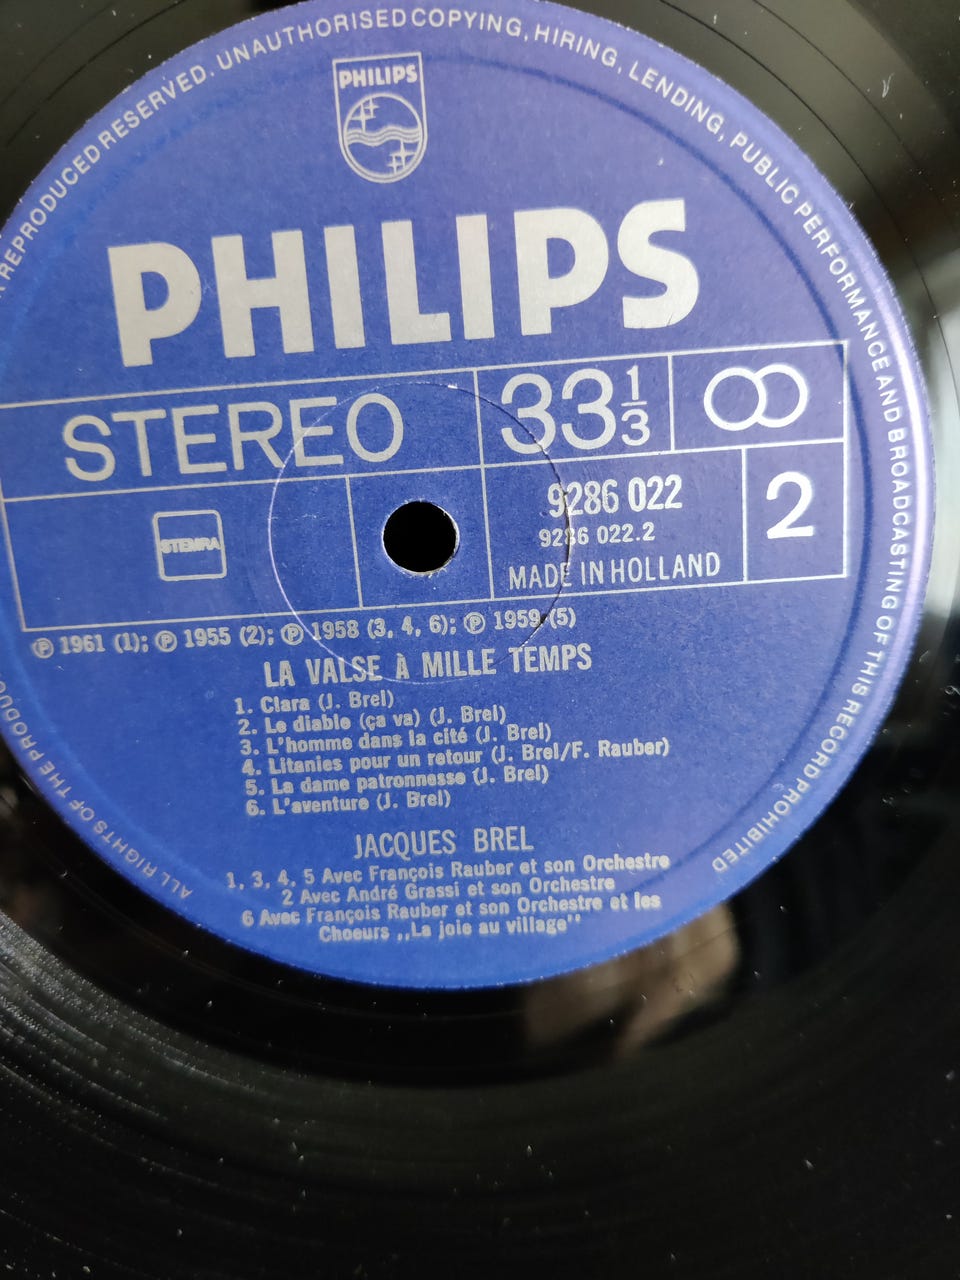 REPRODUCED RESERVED. UNAUTHORISED COPYING, HIRING, LENDING, PUBLIC PERFORMANCE AND BROADCASTING OF THIS RECORD PROHIBITED
PHILIPS
PHILIPS
STEREO
33 1/3
STEMRA
9286 022
9286 022.2
MADE IN HOLLAND
2
℗ 1961 (1); ℗ 1955 (2); ℗ 1958 (3, 4, 6); ℗ 1959 (5)
LA VALSE À MILLE TEMPS
1. Clara (J. Brel)
2. Le diable (ça va) (J. Brel)
3. L'homme dans la cité (J. Brel)
4. Litanies pour un retour (J. Brel/F. Rauber)
5. La dame patronnesse (J. Brel)
6. L'aventure (J. Brel)
JACQUES BREL
1, 3, 4, 5 Avec François Rauber et son Orchestre
2 Avec André Grassi et son Orchestre
6 Avec François Rauber et son Orchestre et les
Choeurs ,,La joie au village''
ALL RIGHTS OF THE